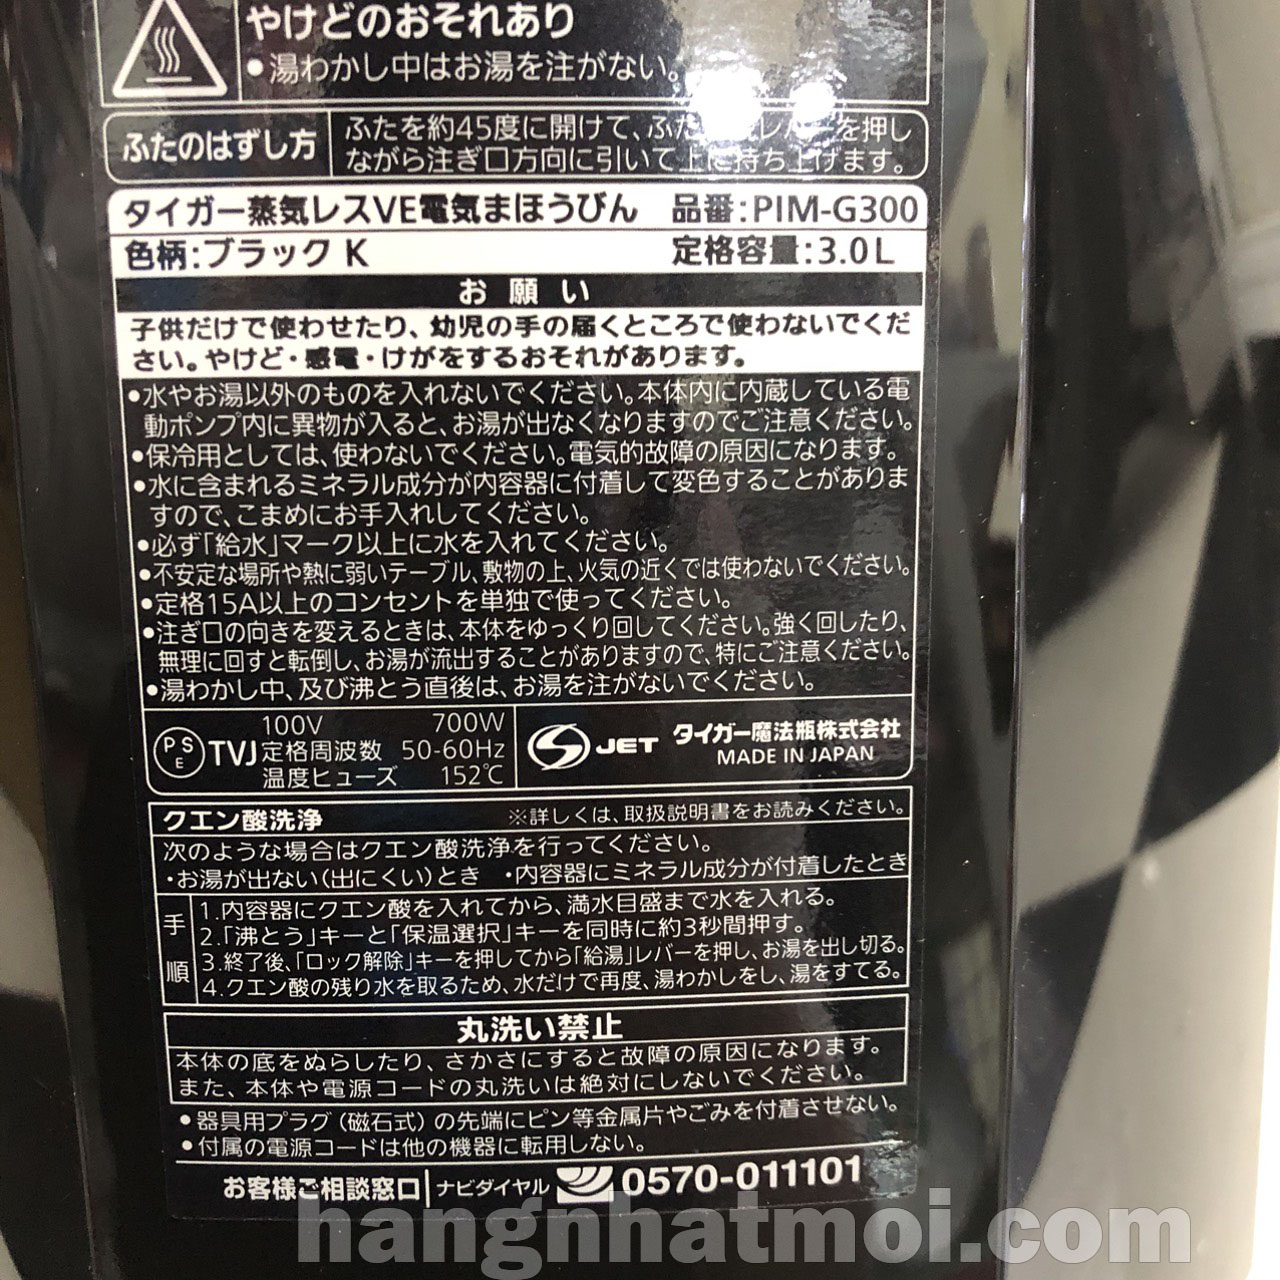 やけどのおそれあり
●湯わかし中はお湯を注がない。
ふたのはずし方
ふたを約45度に開けて、ふた レバーを押し
ながら注ぎ口方向に引いて上に持ち上げます。
タイガー蒸気レスVE電気まほうびん 品番:PIM-G300
色柄:ブラック K 定格容量:3.0L
お願い
子供だけで使わせたり、幼児の手の届くところで使わないでくだ
さい。やけど・感電・けがをするおそれがあります。
●水やお湯以外のものを入れないでください。本体内に内蔵している電
動ポンプ内に異物が入ると、お湯が出なくなりますのでご注意ください。
●保冷用としては、使わないでください。電気的故障の原因になります。
●水に含まれるミネラル成分が内容器に付着して変色することがありま
すので、こまめにお手入れしてください。
●必ず「給水」マーク以上に水を入れてください。
●不安定な場所や熱に弱いテーブル、敷物の上、火気の近くでは使わないでください。
●定格15A以上のコンセントを単独で使ってください。
●注ぎ口の向きを変えるときは、本体をゆっくり回してください。強く回したり、
無理に回すと転倒し、お湯が流出することがありますので、特にご注意ください。
●湯わかし中、及び沸とう直後は、お湯を注がないでください。
PSE TVJ
100V 700W
定格周波数 50-60Hz
温度ヒューズ 152℃
JET
タイガー魔法瓶株式会社
MADE IN JAPAN
クエン酸洗浄 ※詳しくは、取扱説明書をお読みください。
次のような場合はクエン酸洗浄を行ってください。
・お湯が出ない(出にくい)とき ・内容器にミネラル成分が付着したとき
手順
1.内容器にクエン酸を入れてから、満水目盛まで水を入れる。
2.「沸とう」キーと「保温選択」キーを同時に約3秒間押す。
3.終了後、「ロック解除」キーを押してから「給湯」レバーを押し、お湯を出し切る。
4.クエン酸の残り水を取るため、水だけで再度、湯わかしをし、湯をすてる。
丸洗い禁止
本体の底をぬらしたり、さかさにすると故障の原因になります。
また、本体や電源コードの丸洗いは絶対にしないでください。
●器具用プラグ(磁石式)の先端にピン等金属片やごみを付着させない。
●付属の電源コードは他の機器に転用しない。
お客様ご相談窓口 ナビダイヤル 0570-011101
hangnhatmoi.com